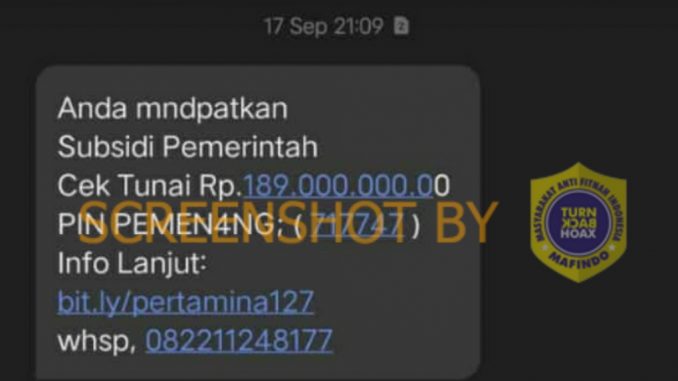 17 Sep 21:09
Anda mndpatkan
Subsidi Pemerintah
Cek Tunai Rp.189.000.000.00
PIN PEMEN4NG; ( 717747 )
SCREENSHOT BY
Info Lanjut:
bit.ly/pertamina127
whsp, 082211248177
MASYARAKAT ANTI FITNAH INDONESIA
TURN
BACK
HOAX
MAFINDO